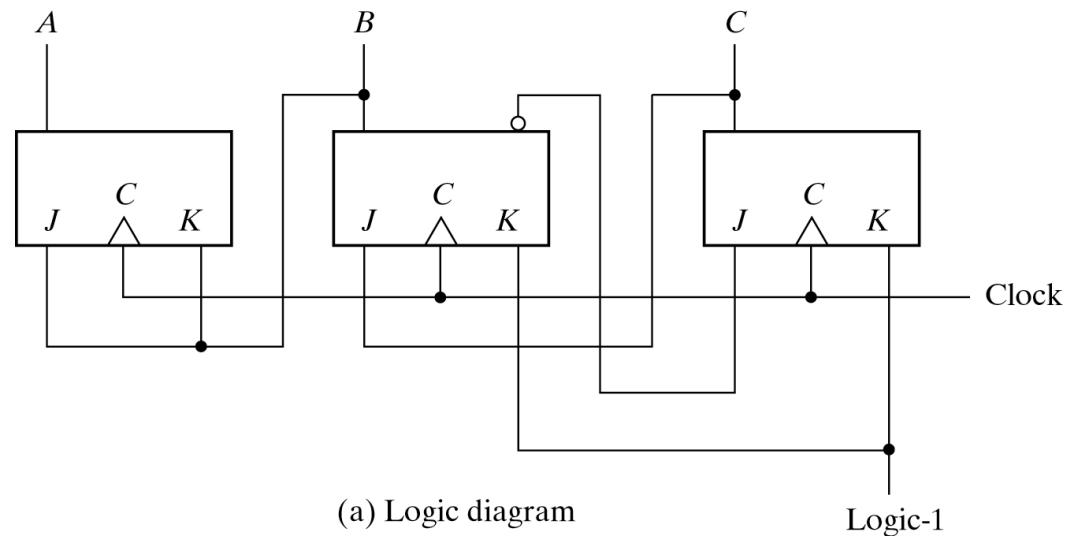 A B C
C C C
J K J K J K
Clock
(a) Logic diagram
Logic-1